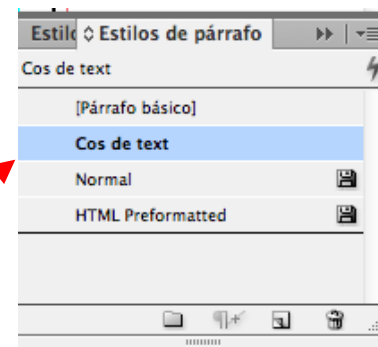 Estilo Estilos de párrafo
Cos de text
[Párrafo básico]
Cos de text
Normal
HTML Preformatted